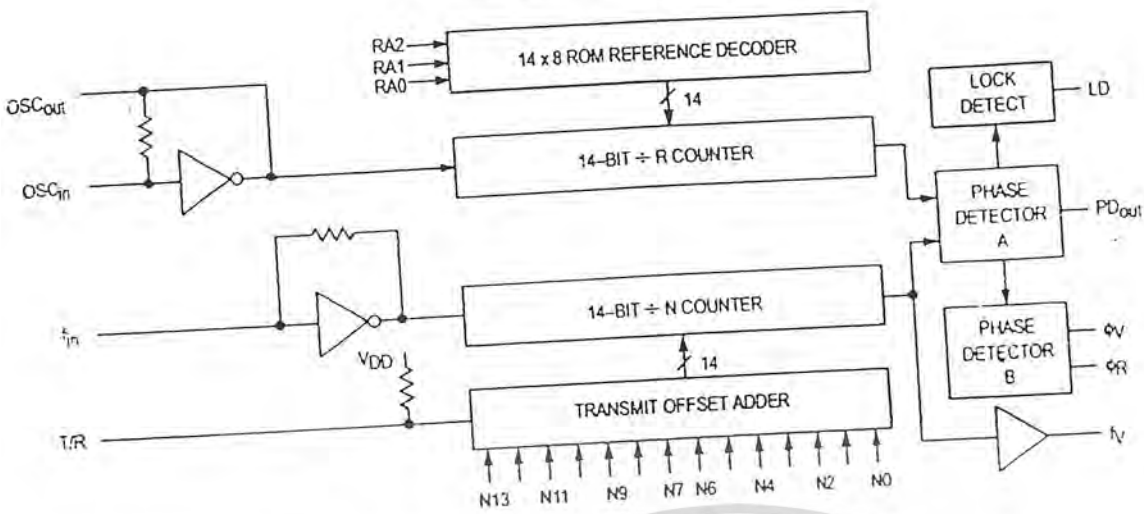 RA2
RA1
RA0
14 x 8 ROM REFERENCE DECODER
14
OSCout
OSCin
14–BIT ÷ R COUNTER
LOCK
DETECT
LD
PHASE
DETECTOR
A
PDout
fin
14–BIT ÷ N COUNTER
VDD
14
PHASE
DETECTOR
B
ϕV
ϕR
T/R
TRANSMIT OFFSET ADDER
fV
N13
N11
N9
N7
N6
N4
N2
N0